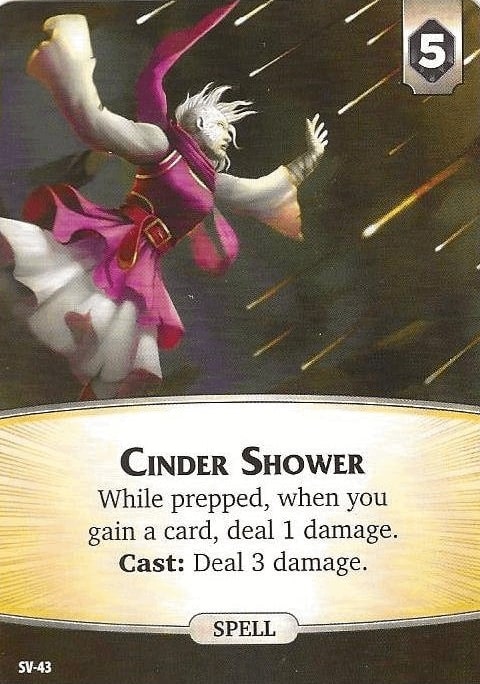 5
Cinder Shower
While prepped, when you
gain a card, deal 1 damage.
Cast: Deal 3 damage.
SPELL
SV-43